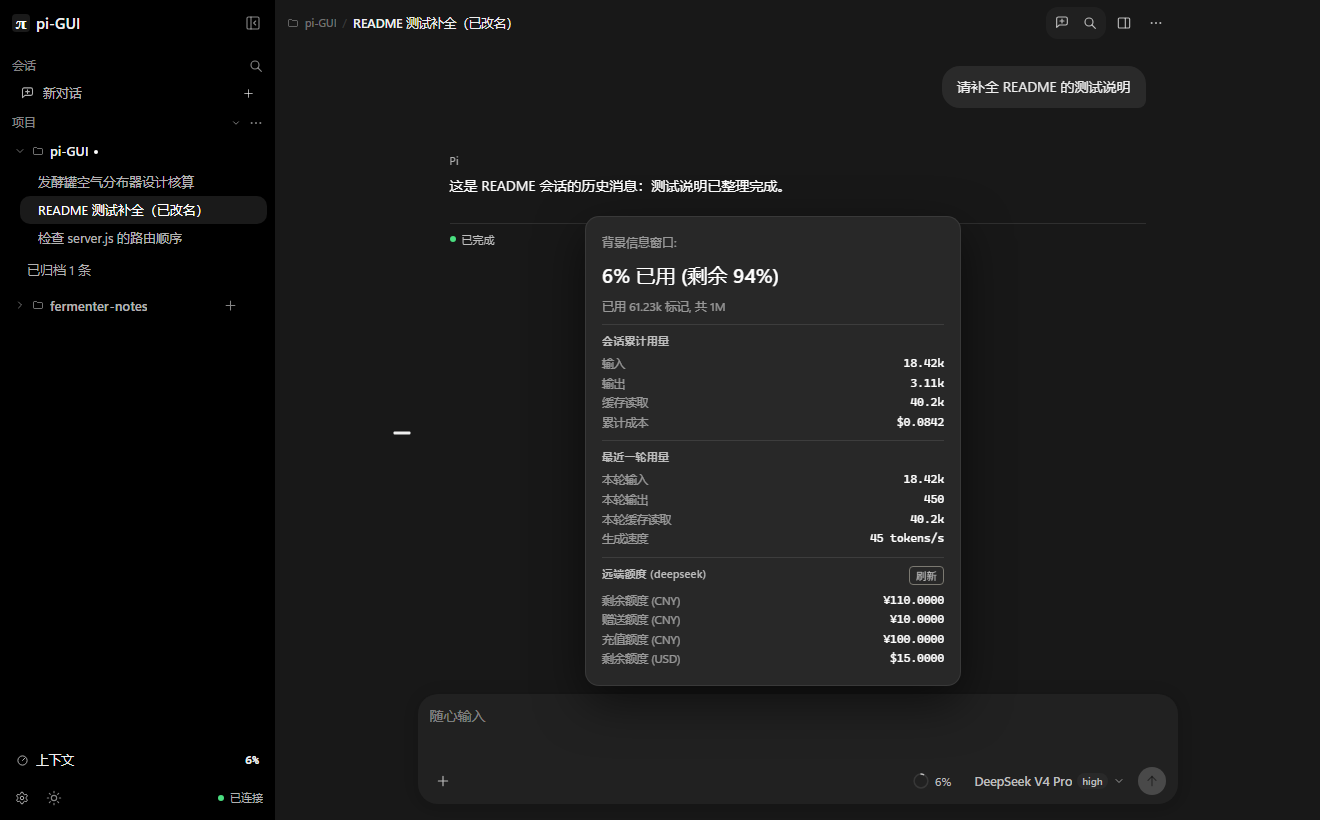 π pi-GUI
会话
新对话
项目
pi-GUI
发酵罐空气分布器设计核算
README 测试补全（已改名）
检查 server.js 的路由顺序
已归档 1 条
fermenter-notes
上下文 6%
已连接
pi-GUI / README 测试补全（已改名）
请补全 README 的测试说明
Pi
这是 README 会话的历史消息：测试说明已整理完成。
已完成
背景信息窗口:
6% 已用 (剩余 94%)
已用 61.23k 标记, 共 1M
会话累计用量
输入 18.42k
输出 3.11k
缓存读取 40.2k
累计成本 $0.0842
最近一轮用量
本轮输入 18.42k
本轮输出 450
本轮缓存读取 40.2k
生成速度 45 tokens/s
远端额度 (deepseek) 刷新
剩余额度 (CNY) ¥110.0000
赠送额度 (CNY) ¥10.0000
充值额度 (CNY) ¥100.0000
剩余额度 (USD) $15.0000
随心输入
6% DeepSeek V4 Pro high